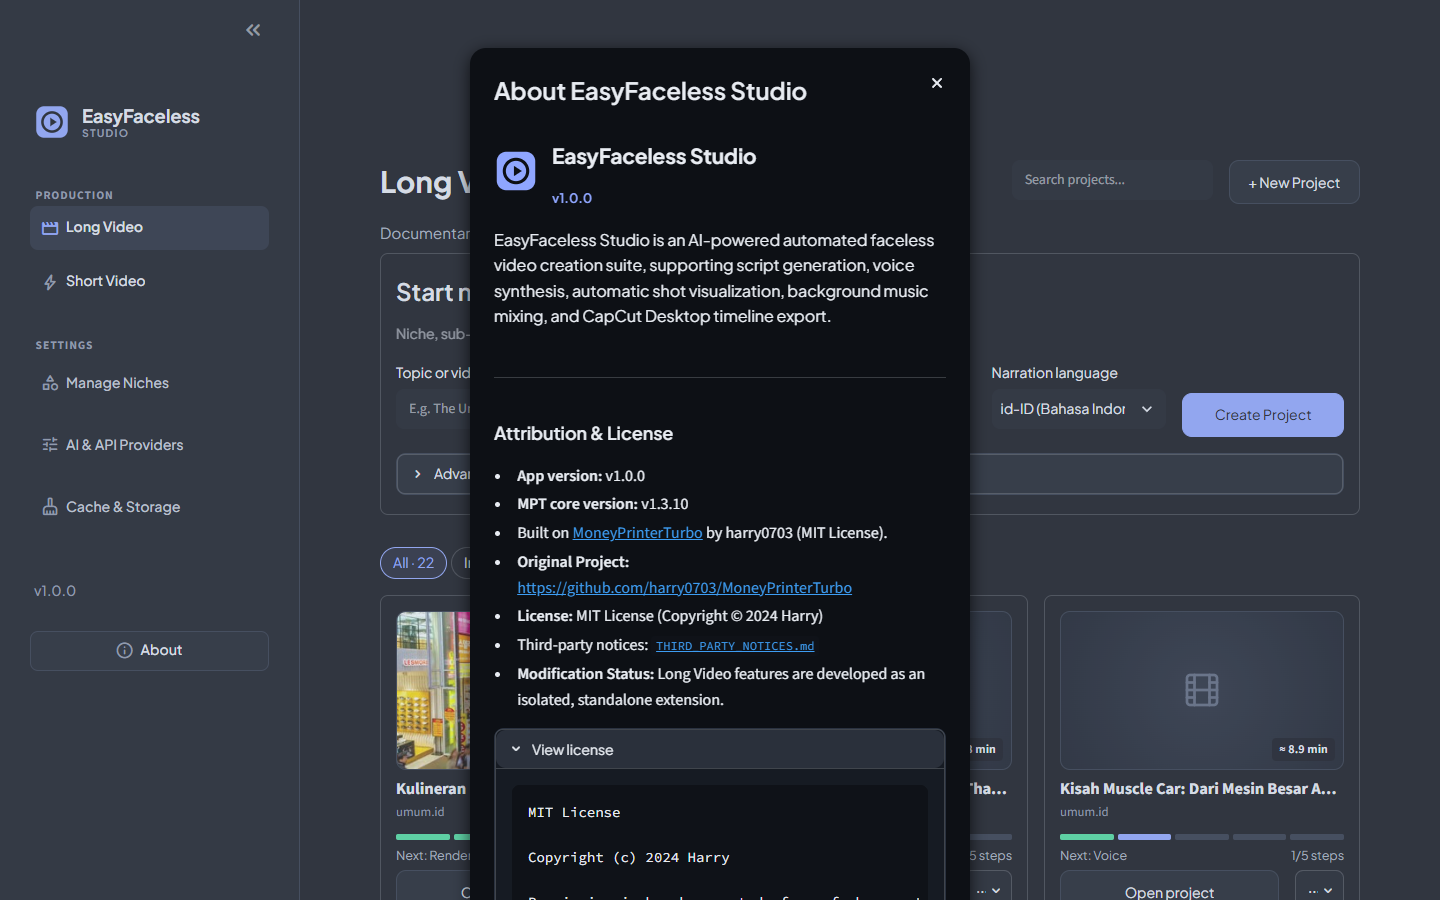 EasyFaceless
STUDIO
PRODUCTION
Long Video
Short Video
SETTINGS
Manage Niches
AI & API Providers
Cache & Storage
v1.0.0
About
Long V
Search projects...
+ New Project
Documentar
Start n
Niche, sub-
Topic or vid
Narration language
E.g. The Un
id-ID (Bahasa Indor
Create Project
Advan
All · 22
In
3 min
≈ 8.9 min
Kulineran
Tha...
Kisah Muscle Car: Dari Mesin Besar A...
umum.id
umum.id
Next: Render
5 steps
Next: Voice
1/5 steps
Open project
...
...
About EasyFaceless Studio
EasyFaceless Studio
v1.0.0
EasyFaceless Studio is an AI-powered automated faceless
video creation suite, supporting script generation, voice
synthesis, automatic shot visualization, background music
mixing, and CapCut Desktop timeline export.
Attribution & License
• App version: v1.0.0
• MPT core version: v1.3.10
• Built on MoneyPrinterTurbo by harry0703 (MIT License).
• Original Project:
https://github.com/harry0703/MoneyPrinterTurbo
• License: MIT License (Copyright © 2024 Harry)
• Third-party notices: THIRD_PARTY_NOTICES.md
• Modification Status: Long Video features are developed as an
isolated, standalone extension.
View license
MIT License
Copyright (c) 2024 Harry